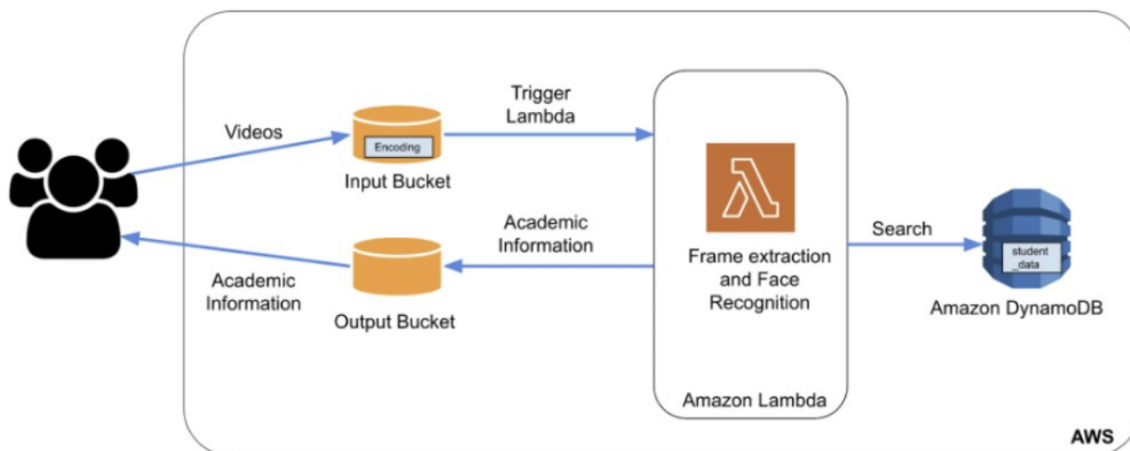 Videos
Encoding
Input Bucket
Trigger
Lambda
Academic
Information
Output Bucket
Academic
Information
Frame extraction
and Face
Recognition
Amazon Lambda
Search
student
_data
Amazon DynamoDB
AWS